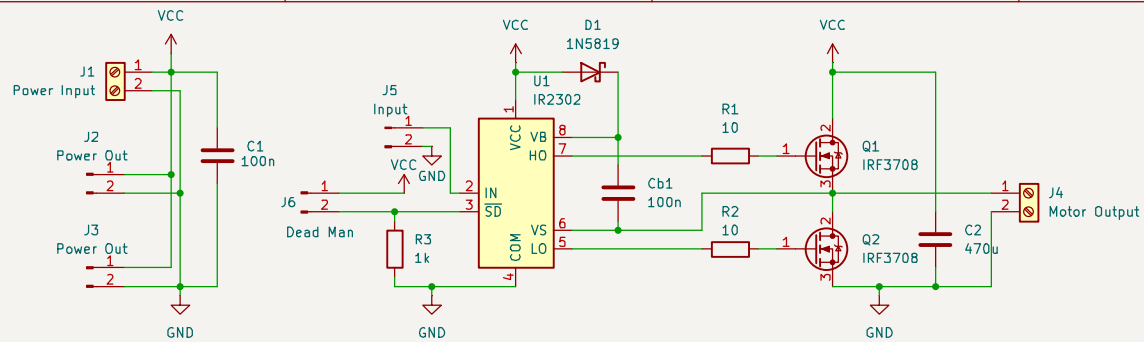 VCC
J1
Power Input
1
2
J2
Power Out
1
2
J3
Power Out
1
2
C1
100n
GND
J5
Input
1
2
GND
VCC
J6
1
2
Dead Man
R3
1k
GND
VCC
D1
1N5819
U1
IR2302
1
VCC
VB
8
HO
7
2
IN
3
SD
VS
6
LO
5
COM
4
Cb1
100n
R1
10
R2
10
VCC
2
1
3
Q1
IRF3708
2
1
3
Q2
IRF3708
C2
470u
GND
1
2
J4
Motor Output